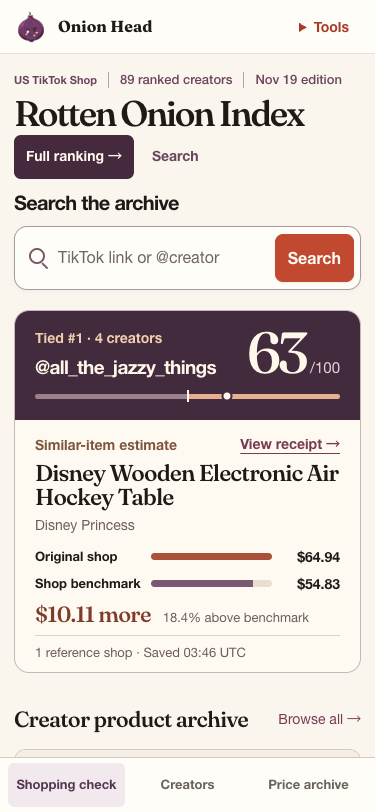 Onion Head
▶ Tools
US TikTok Shop | 89 ranked creators | Nov 19 edition
Rotten Onion Index
Full ranking →
Search
Search the archive
TikTok link or @creator
Search
Tied #1 · 4 creators
@all_the_jazzy_things
63/100
Similar-item estimate
View receipt →
Disney Wooden Electronic Air
Hockey Table
Disney Princess
Original shop $64.94
Shop benchmark $54.83
$10.11 more 18.4% above benchmark
1 reference shop · Saved 03:46 UTC
Creator product archive
Browse all →
Shopping check
Creators
Price archive